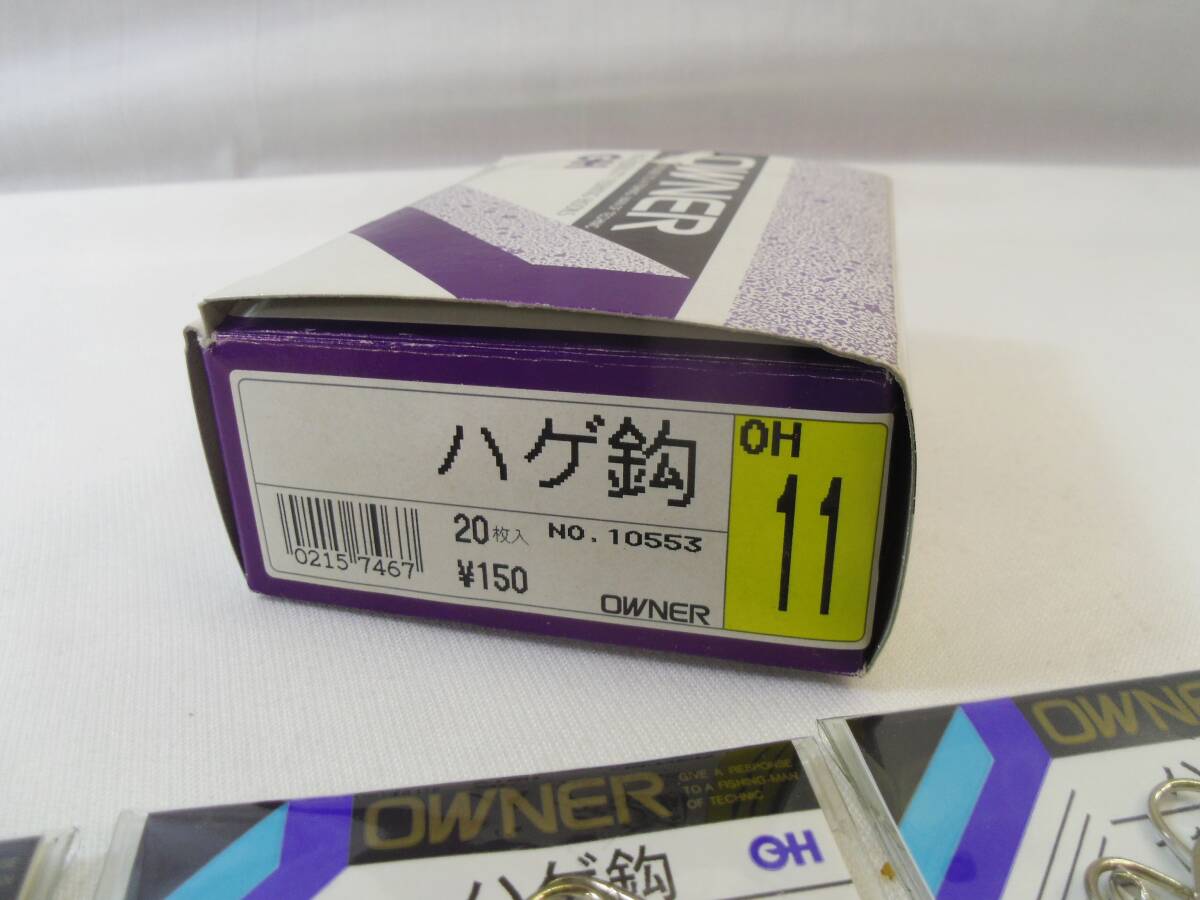 OWNER
ハゲ鈎
OH
11
20枚入 NO.10553
¥150
0215 7467
OWNER
OWNER
GIVE A RESPONSE
TO A FISHING-MAN
OF TECHNIC
ハゲ鈎
OH
OWNER